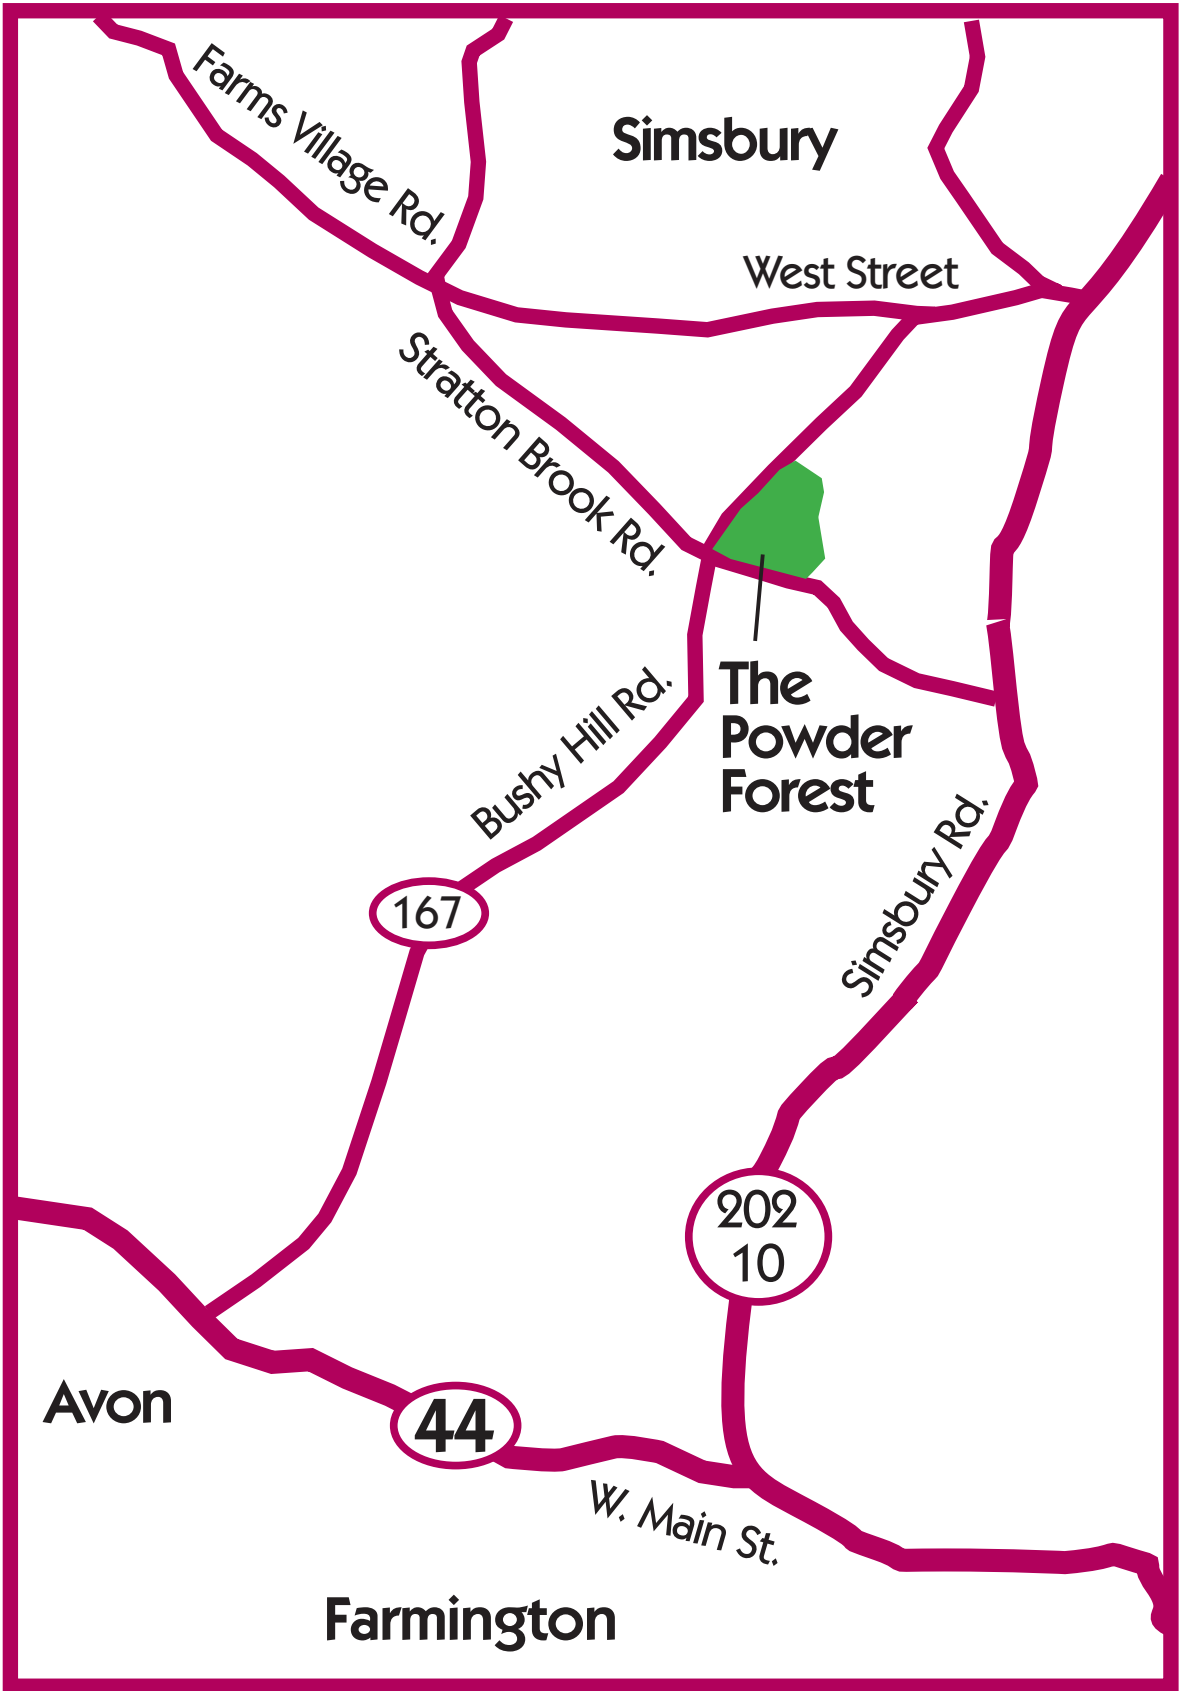 Farms Village Rd.
Simsbury
West Street
Stratton Brook Rd.
The
Powder
Forest
Bushy Hill Rd.
Simsbury Rd.
167
202
10
Avon
44
W. Main St.
Farmington